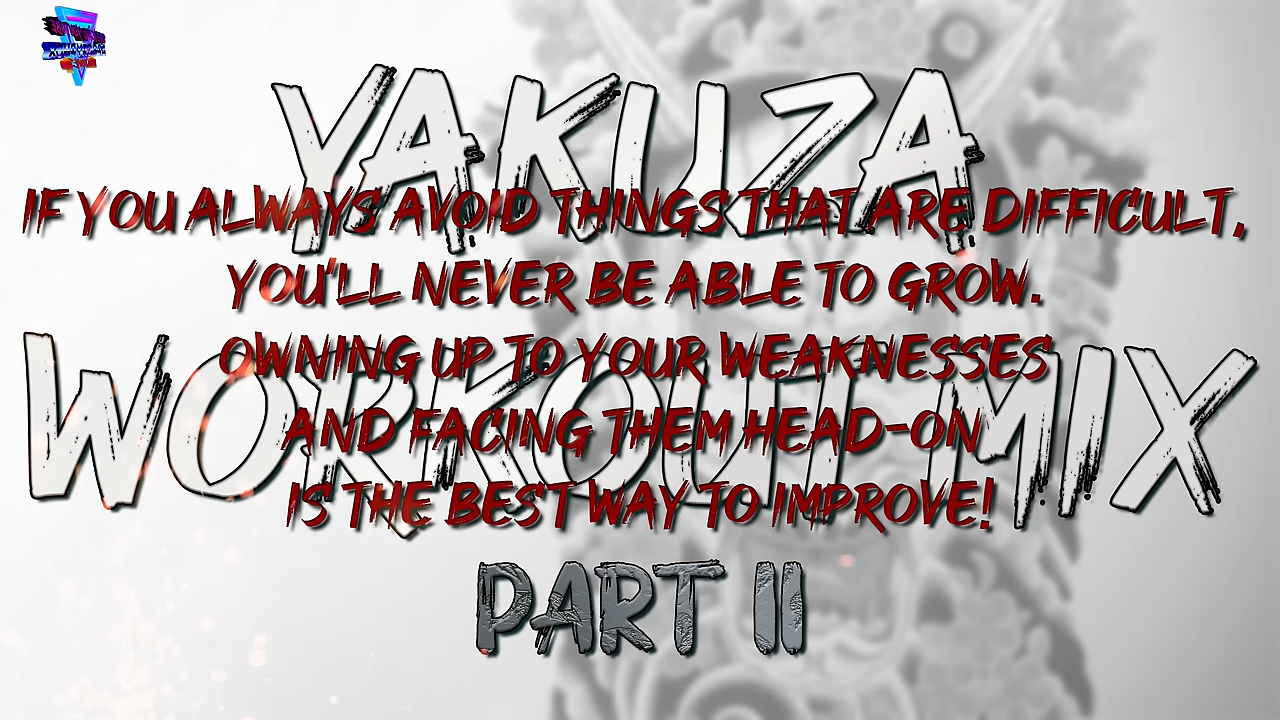 YAKUZA
IF YOU ALWAYS AVOID THINGS THAT ARE DIFFICULT,
YOU'LL NEVER BE ABLE TO GROW.
OWNING UP TO YOUR WEAKNESSES
WORKOUT MIX
AND FACING THEM HEAD-ON
IS THE BEST WAY TO IMPROVE!
PART II